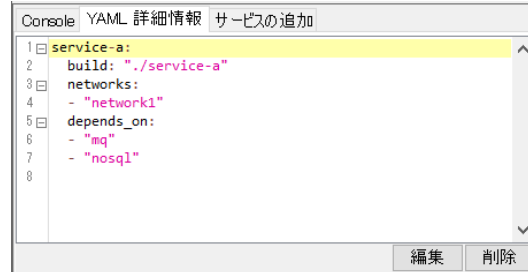 Console YAML 詳細情報 サービスの追加
1 service-a:
2 build: "./service-a"
3 networks:
4 - "network1"
5 depends_on:
6 - "mq"
7 - "nosql"
8
編集 削除